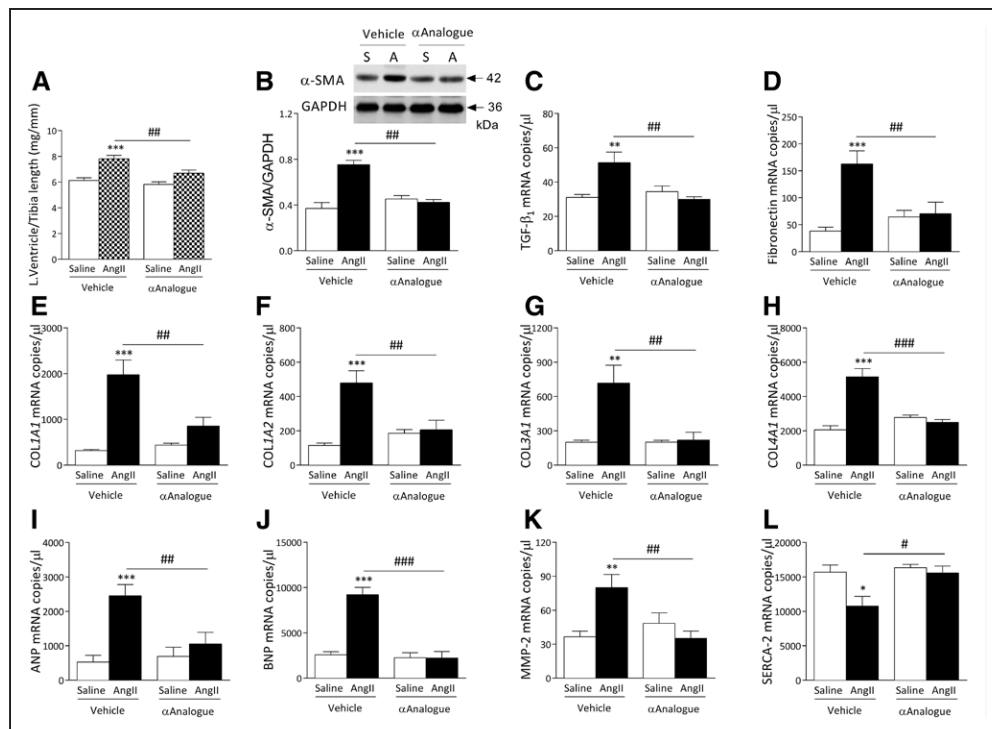 Vehicle αAnalogue
S A S A
α-SMA 42
GAPDH 36
kDa
A
L.Ventricle/Tibia length (mg/mm)
10
8
6
4
2
0
##
***
Saline AngII Saline AngII
Vehicle αAnalogue
B
α-SMA/GAPDH
1.2
0.8
0.4
0.0
##
***
Saline AngII Saline AngII
Vehicle αAnalogue
C
TGF-β1 mRNA copies/μl
80
60
40
20
0
##
**
Saline AngII Saline AngII
Vehicle αAnalogue
D
Fibronectin mRNA copies/μl
200
150
100
50
0
##
***
Saline AngII Saline AngII
Vehicle αAnalogue
E
COL1A1 mRNA copies/μl
3000
2000
1000
0
##
***
Saline AngII Saline AngII
Vehicle αAnalogue
F
COL1A2 mRNA copies/μl
800
600
400
200
0
##
***
Saline AngII Saline AngII
Vehicle αAnalogue
G
COL3A1 mRNA copies/μl
1200
900
600
300
0
##
**
Saline AngII Saline AngII
Vehicle αAnalogue
H
COL4A1 mRNA copies/μl
8000
6000
4000
2000
0
###
***
Saline AngII Saline AngII
Vehicle αAnalogue
I
ANP mRNA copies/μl
4000
3000
2000
1000
0
##
***
Saline AngII Saline AngII
Vehicle αAnalogue
J
BNP mRNA copies/μl
15000
10000
5000
0
###
***
Saline AngII Saline AngII
Vehicle αAnalogue
K
MMP-2 mRNA copies/μl
120
90
60
30
0
##
**
Saline AngII Saline AngII
Vehicle αAnalogue
L
SERCA-2 mRNA copies/μl
20000
15000
10000
5000
0
#
*
Saline AngII Saline AngII
Vehicle αAnalogue